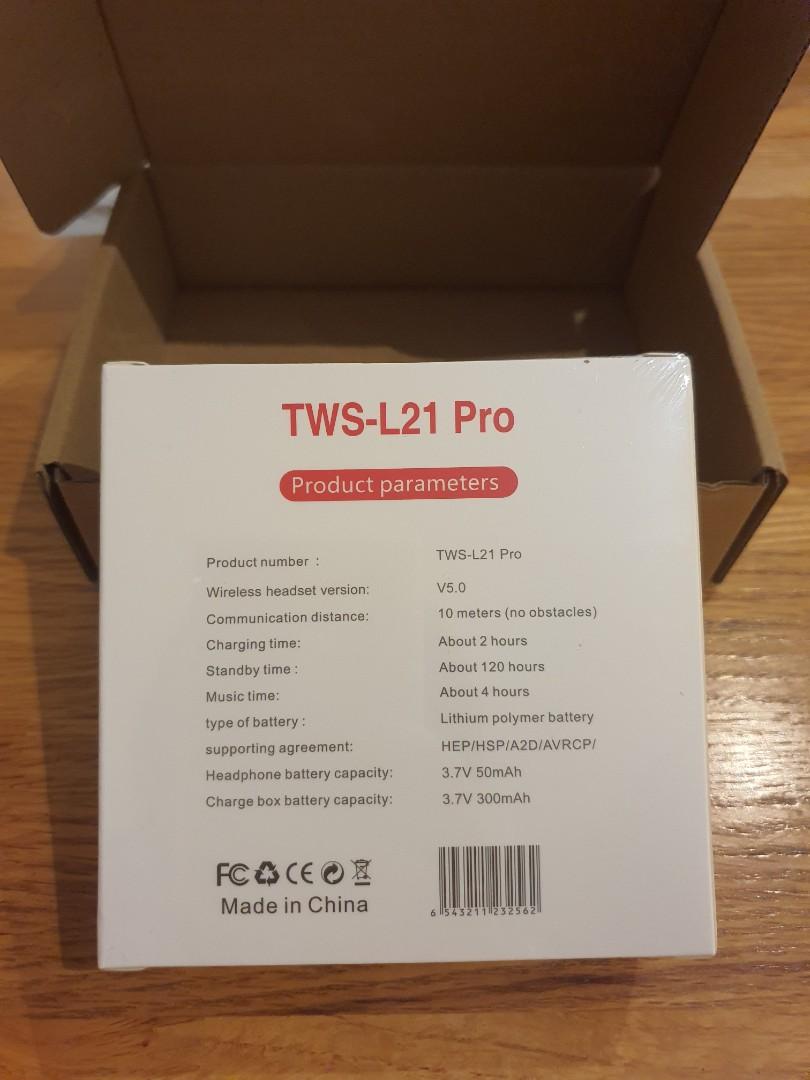 TWS-L21 Pro
Product parameters
Product number : TWS-L21 Pro
Wireless headset version: V5.0
Communication distance: 10 meters (no obstacles)
Charging time: About 2 hours
Standby time : About 120 hours
Music time: About 4 hours
type of battery : Lithium polymer battery
supporting agreement: HEP/HSP/A2D/AVRCP/
Headphone battery capacity: 3.7V 50mAh
Charge box battery capacity: 3.7V 300mAh
FC CE
Made in China
6 543211 232562